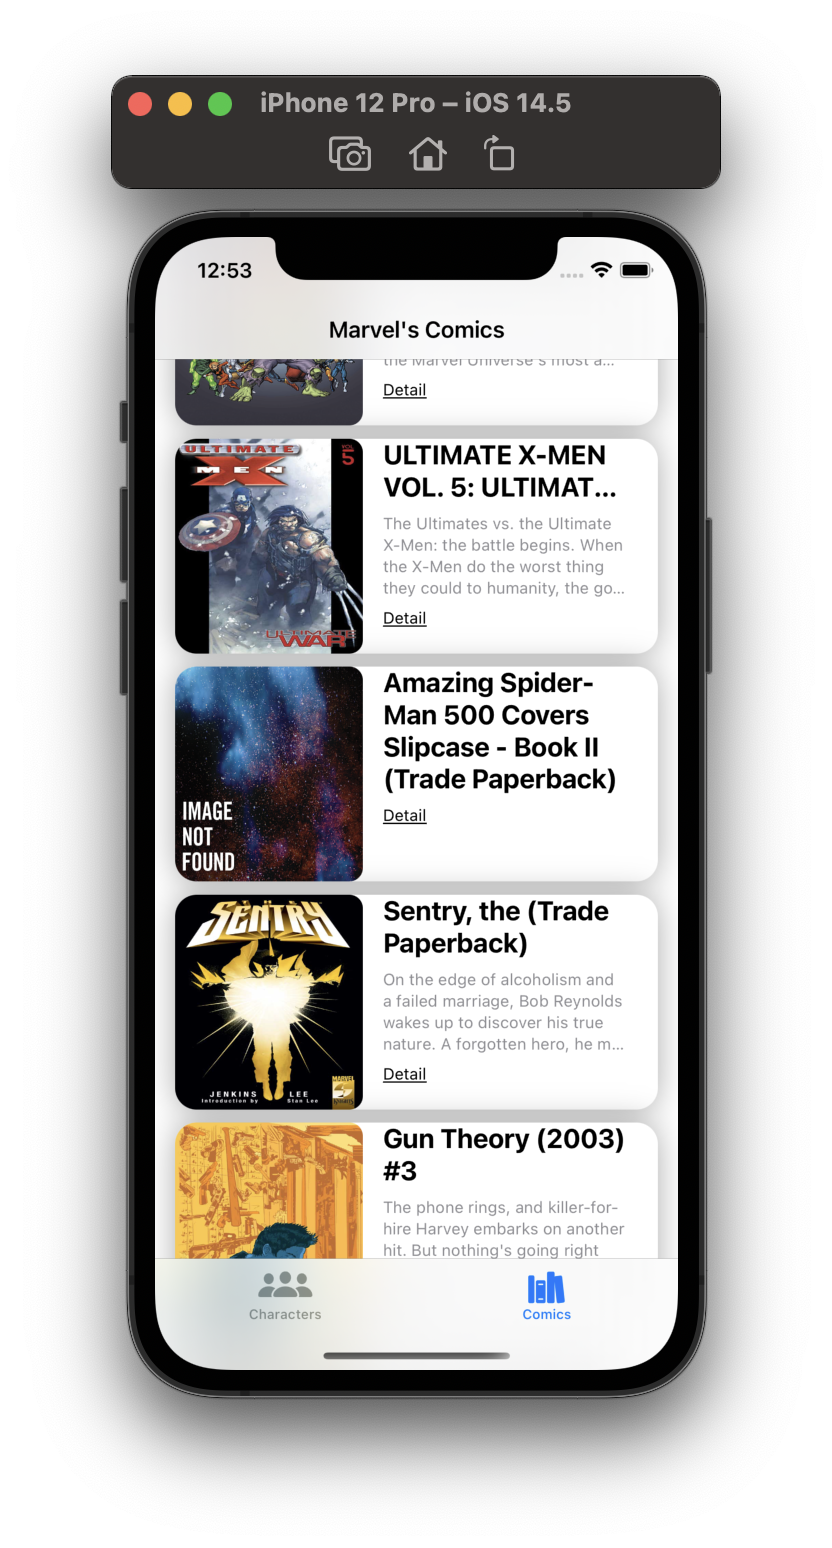 iPhone 12 Pro – iOS 14.5
12:53
Marvel's Comics
the Marvel Universe's most a...
Detail
ULTIMATE
X
MEN
VOL
5
ULTIMATE
WAR
ULTIMATE X-MEN
VOL. 5: ULTIMAT...
The Ultimates vs. the Ultimate
X-Men: the battle begins. When
the X-Men do the worst thing
they could to humanity, the go...
Detail
IMAGE
NOT
FOUND
Amazing Spider-
Man 500 Covers
Slipcase - Book II
(Trade Paperback)
Detail
SENTRY
JENKINS LEE
Introduction by Stan Lee
Sentry, the (Trade
Paperback)
On the edge of alcoholism and
a failed marriage, Bob Reynolds
wakes up to discover his true
nature. A forgotten hero, he m...
Detail
Gun Theory (2003)
#3
The phone rings, and killer-for-
hire Harvey embarks on another
hit. But nothing's going right
Characters
Comics